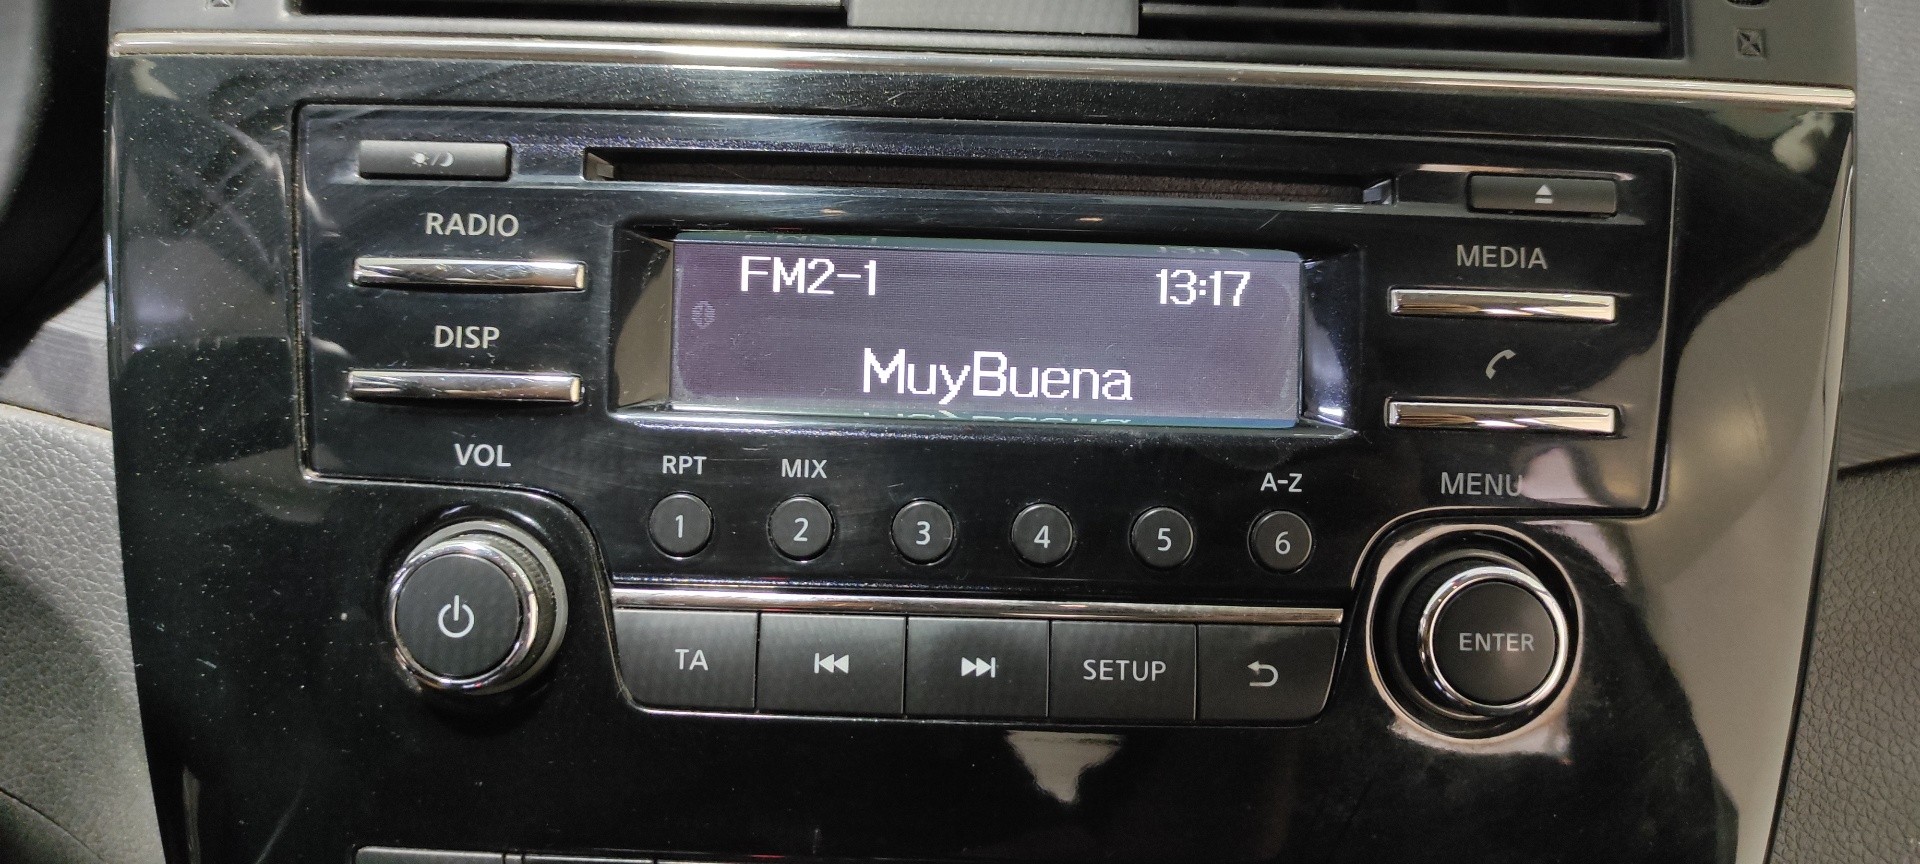 RADIO
MEDIA
FM2-1 13:17
DISP
MuyBuena
VOL
RPT MIX A-Z
MENU
1 2 3 4 5 6
TA SETUP
ENTER